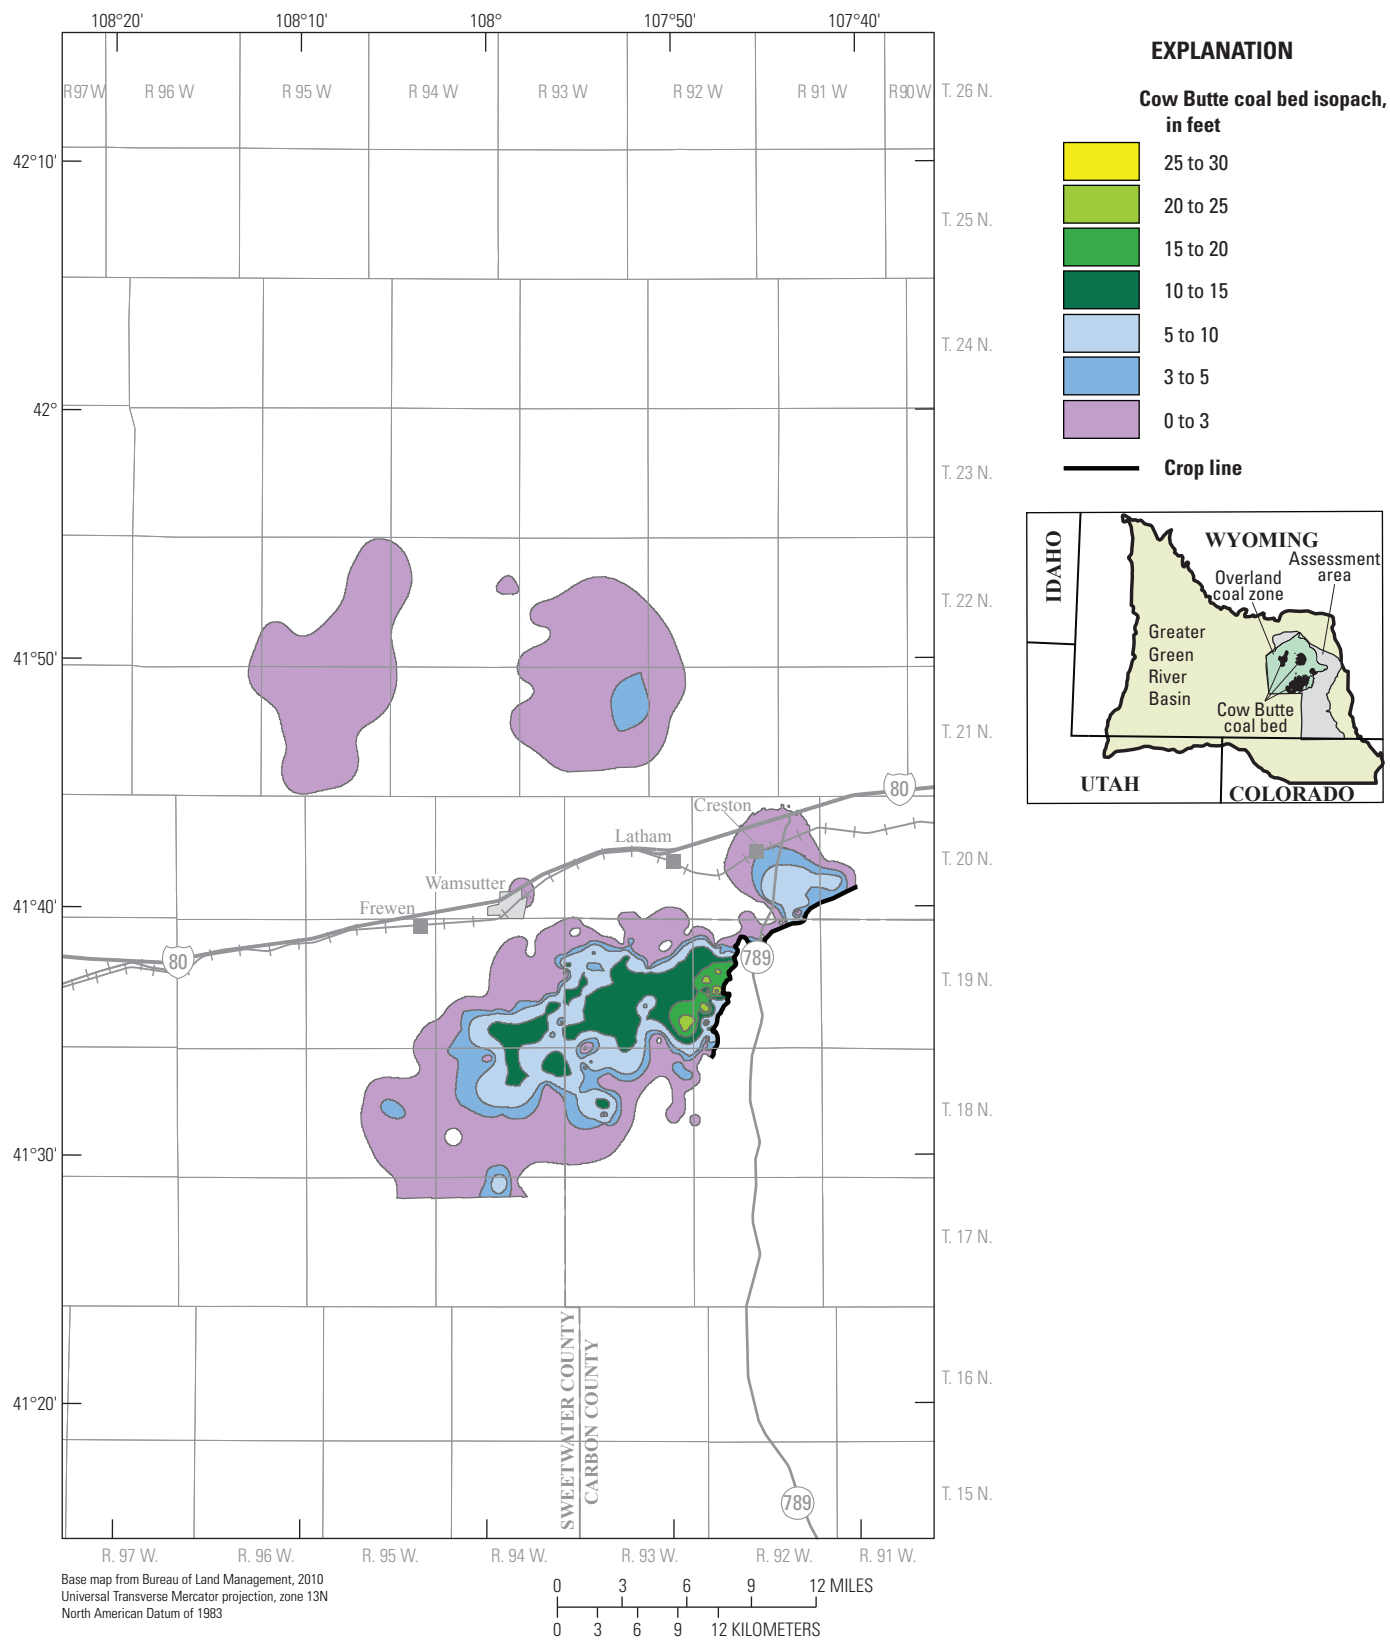 108°20' 108°10' 108° 107°50' 107°40'
R97W R 96 W R 95 W R 94 W R 93 W R 92 W R 91 W R90W T. 26 N.
42°10'
T. 25 N.
T. 24 N.
42°
T. 23 N.
T. 22 N.
41°50'
T. 21 N.
80
Creston
Latham
T. 20 N.
Wamsutter
41°40'
Frewen
80
789
T. 19 N.
T. 18 N.
41°30'
T. 17 N.
SWEETWATER COUNTY
CARBON COUNTY
T. 16 N.
41°20'
T. 15 N.
789
R. 97 W. R. 96 W. R. 95 W. R. 94 W. R. 93 W. R. 92 W. R. 91 W.
Base map from Bureau of Land Management, 2010
Universal Transverse Mercator projection, zone 13N
North American Datum of 1983
0 3 6 9 12 MILES
0 3 6 9 12 KILOMETERS
EXPLANATION
Cow Butte coal bed isopach,
in feet
25 to 30
20 to 25
15 to 20
10 to 15
5 to 10
3 to 5
0 to 3
Crop line
IDAHO
WYOMING
Assessment
area
Overland
coal zone
Greater
Green
River
Basin
Cow Butte
coal bed
UTAH
COLORADO